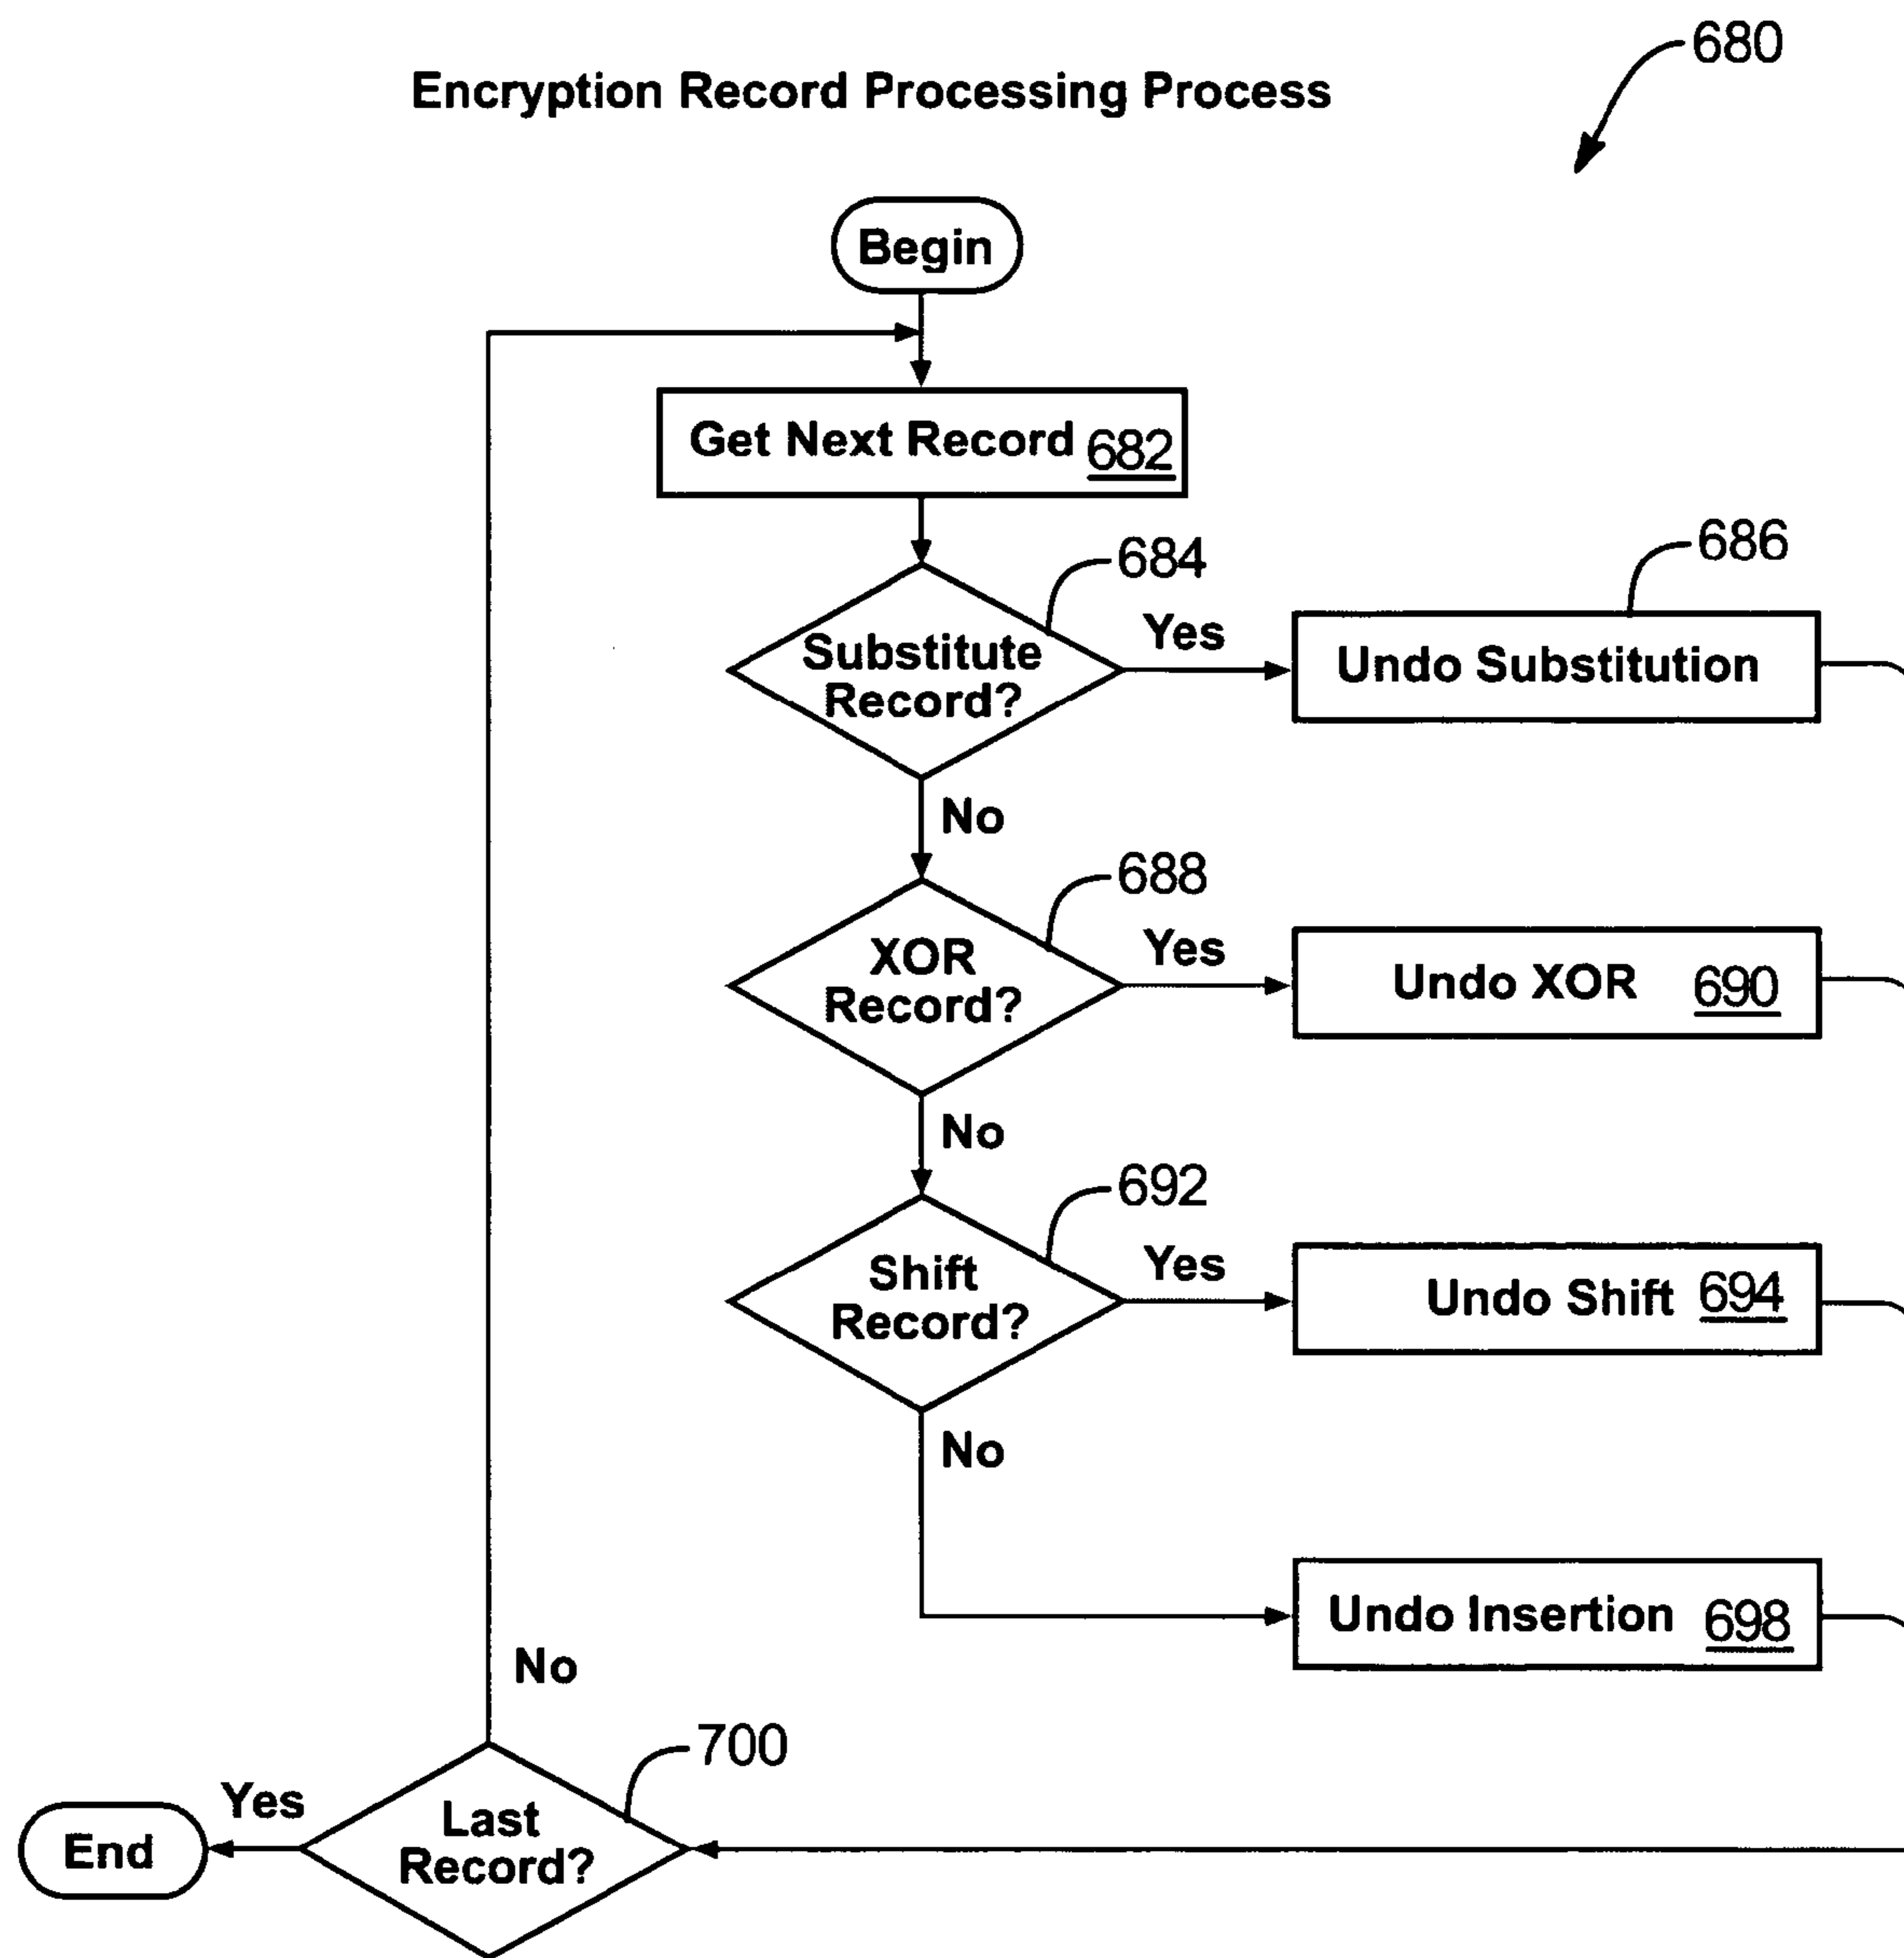 680
Encryption Record Processing Process
Begin
Get Next Record 682
684
Substitute
Record?
Yes
686
Undo Substitution
No
688
XOR
Record?
Yes
Undo XOR 690
No
692
Shift
Record?
Yes
Undo Shift 694
No
Undo Insertion 698
No
700
Last
Record?
Yes
End